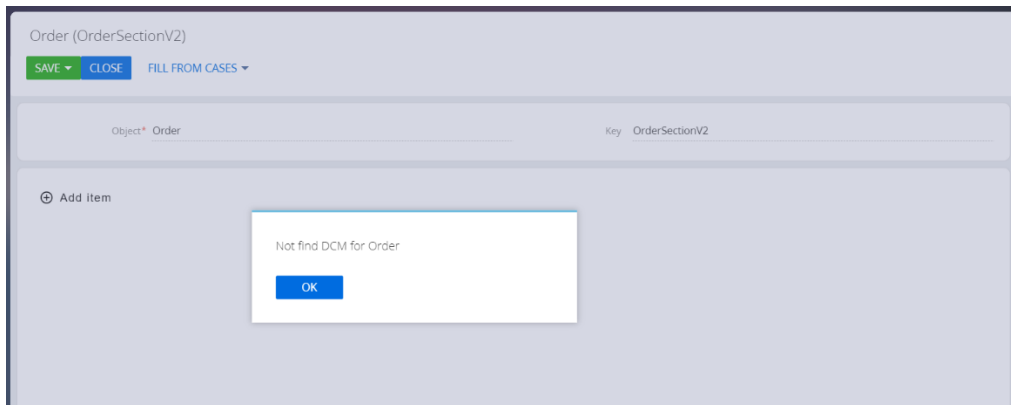 Order (OrderSectionV2)
SAVE CLOSE FILL FROM CASES
Object* Order Key OrderSectionV2
Add item
Not find DCM for Order
OK